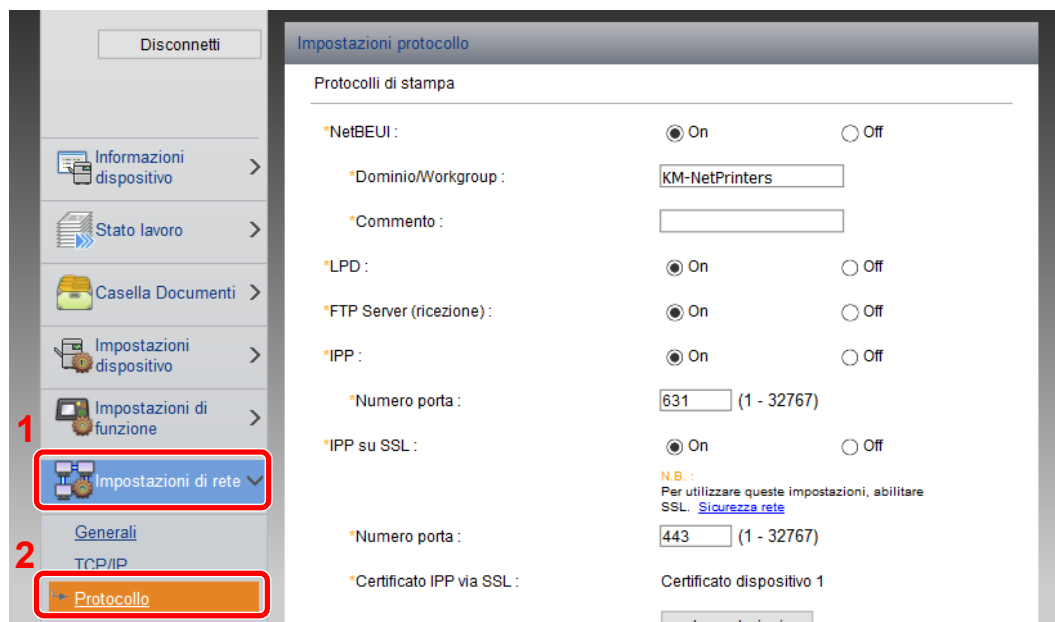 Disconnetti
Informazioni
dispositivo
Stato lavoro
Casella Documenti
Impostazioni
dispositivo
Impostazioni di
funzione
1
Impostazioni di rete
Generali
2
TCP/IP
Protocollo
Impostazioni protocollo
Protocolli di stampa
*NetBEUI : On Off
*Dominio/Workgroup : KM-NetPrinters
*Commento :
*LPD : On Off
*FTP Server (ricezione) : On Off
*IPP : On Off
*Numero porta : 631 (1 - 32767)
*IPP su SSL : On Off
N.B. :
Per utilizzare queste impostazioni, abilitare
SSL. Sicurezza rete
*Numero porta : 443 (1 - 32767)
*Certificato IPP via SSL : Certificato dispositivo 1